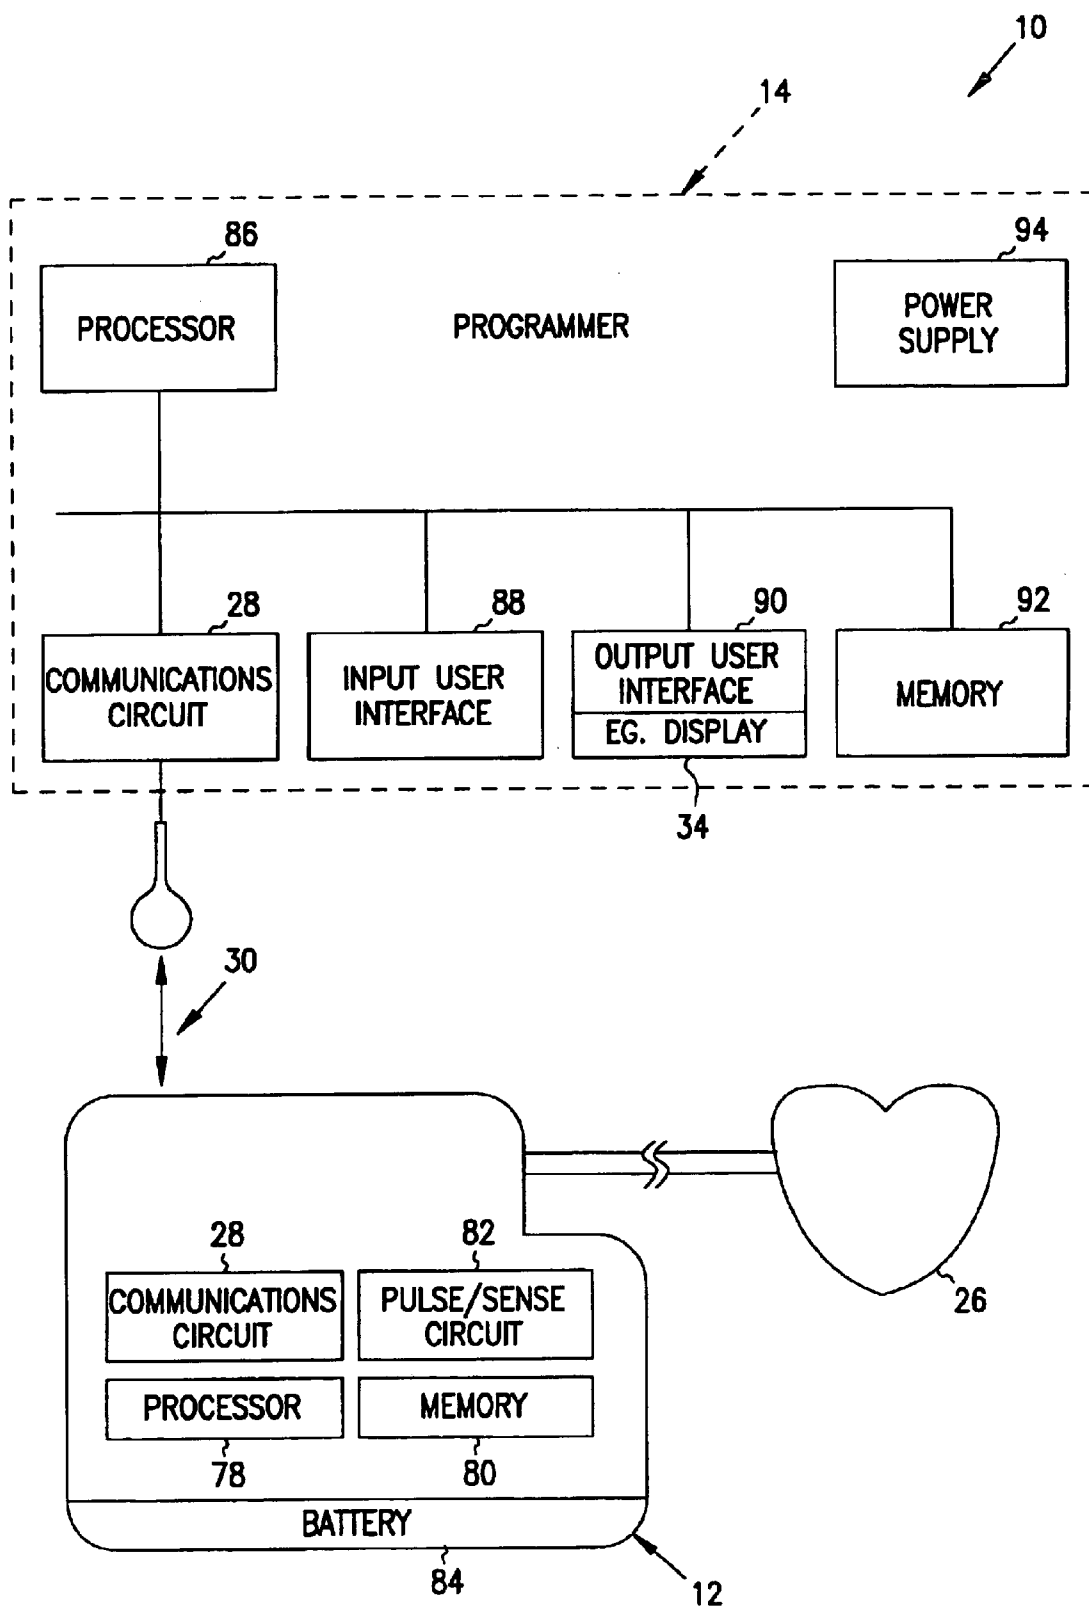 10
14
86
94
PROCESSOR
PROGRAMMER
POWER
SUPPLY
28
88
90
92
COMMUNICATIONS
CIRCUIT
INPUT USER
INTERFACE
OUTPUT USER
INTERFACE
EG. DISPLAY
MEMORY
34
30
28
82
COMMUNICATIONS
CIRCUIT
PULSE/SENSE
CIRCUIT
26
PROCESSOR
MEMORY
78
80
BATTERY
84
12